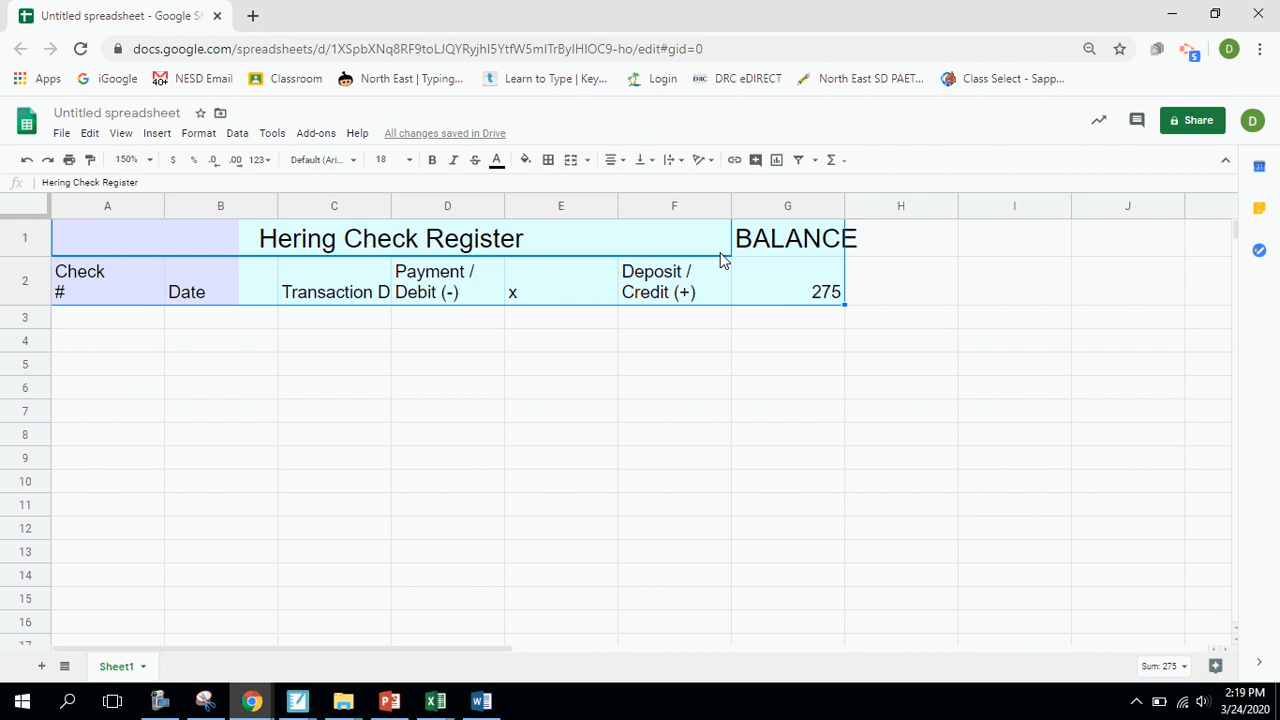 Untitled spreadsheet - Google Sh
docs.google.com/spreadsheets/d/1XSpbXNq8RF9toLJQYRyjhI5YtfW5mITrBylHlOC9-ho/edit#gid=0
Apps iGoogle NESD Email Classroom North East | Typing... Learn to Type | Key... Login DRC eDIRECT North East SD PAET... Class Select - Sepp...
Untitled spreadsheet
File Edit View Insert Format Data Tools Add-ons Help All changes saved in Drive
Share
D
150% $ % .0 .00 123 Default (Ari... 18 B I S A
fx Hering Check Register
A B C D E F G H I J
1 Hering Check Register BALANCE
Check Payment / Deposit /
2 # Date Transaction D Debit (-) x Credit (+) 275
3
4
5
6
7
8
9
10
11
12
13
14
15
16
17
Sheet1 Sum: 275
2:19 PM
3/24/2020